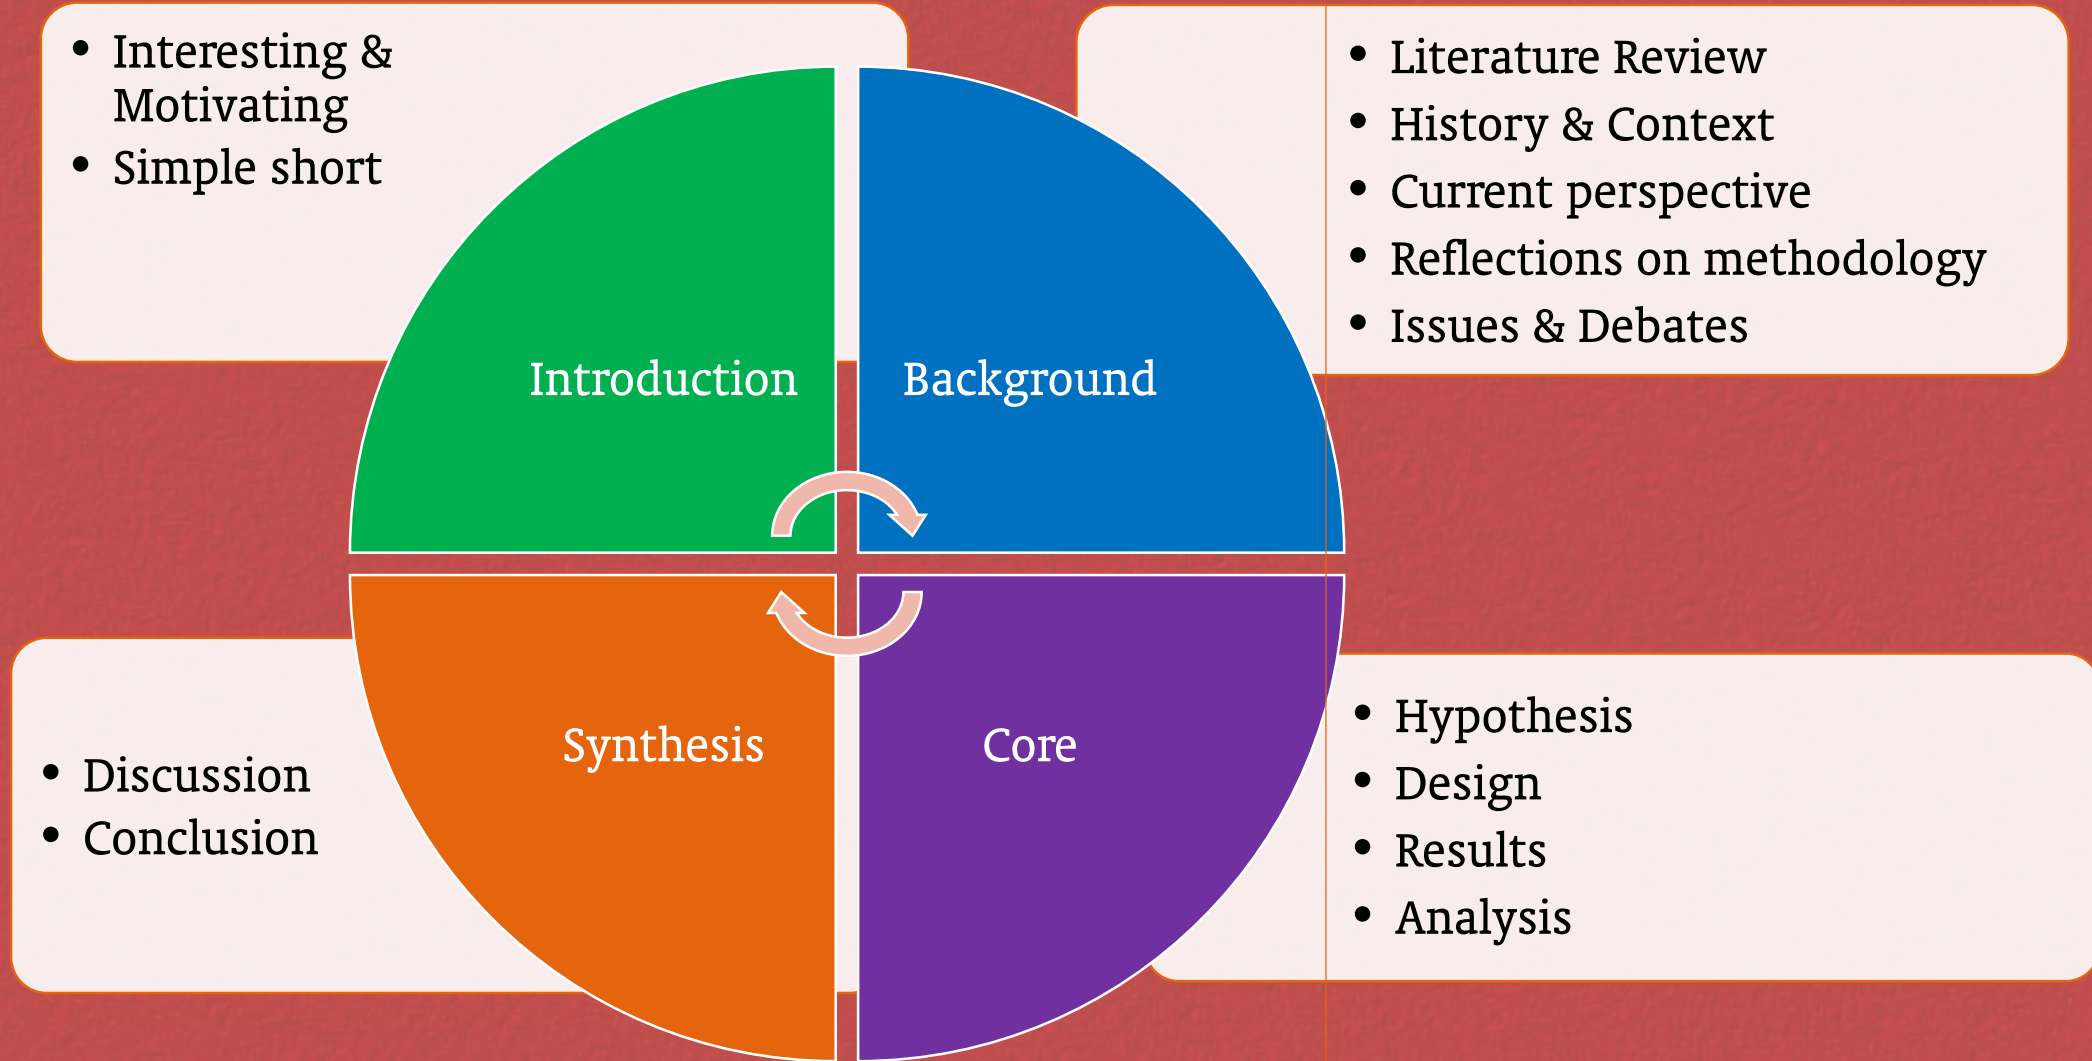 • Interesting &
Motivating
• Simple short
• Literature Review
• History & Context
• Current perspective
• Reflections on methodology
• Issues & Debates
Introduction
Background
Synthesis
Core
• Discussion
• Conclusion
• Hypothesis
• Design
• Results
• Analysis